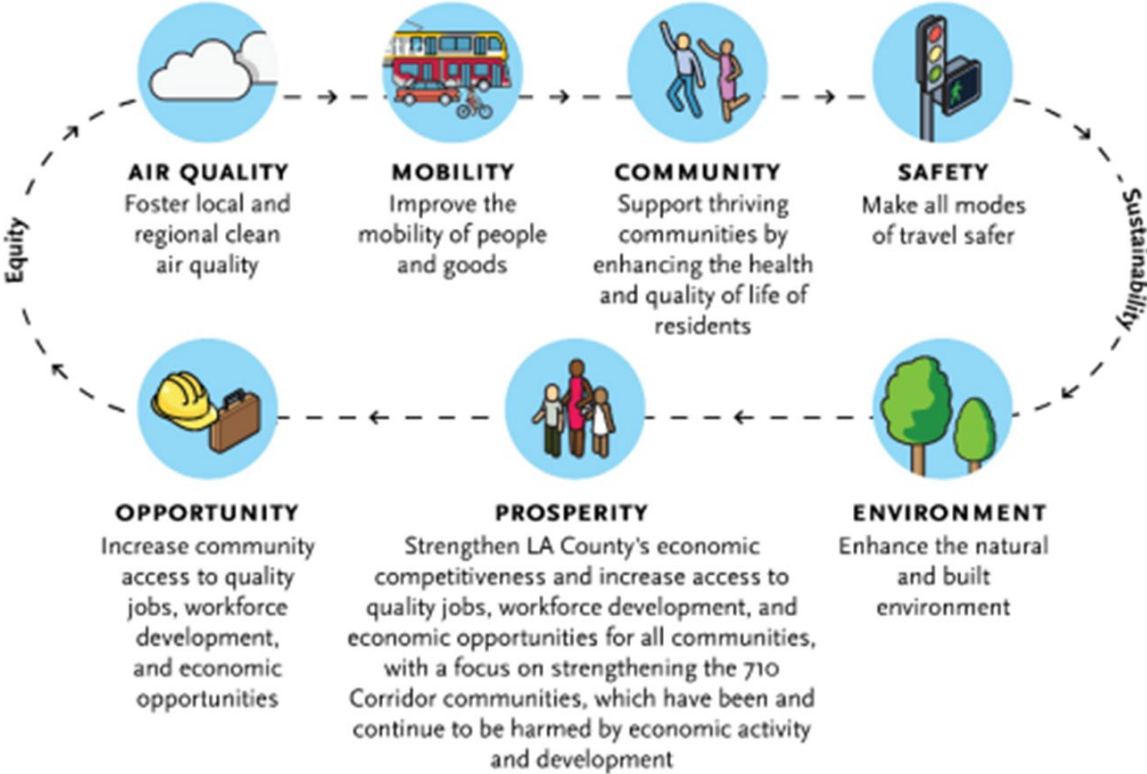 AIR QUALITY
Foster local and
regional clean
air quality
MOBILITY
Improve the
mobility of people
and goods
COMMUNITY
Support thriving
communities by
enhancing the health
and quality of life of
residents
SAFETY
Make all modes
of travel safer
Sustainability
ENVIRONMENT
Enhance the natural
and built
environment
PROSPERITY
Strengthen LA County's economic
competitiveness and increase access to
quality jobs, workforce development, and
economic opportunities for all communities,
with a focus on strengthening the 710
Corridor communities, which have been and
continue to be harmed by economic activity
and development
OPPORTUNITY
Increase community
access to quality
jobs, workforce
development,
and economic
opportunities
Equity